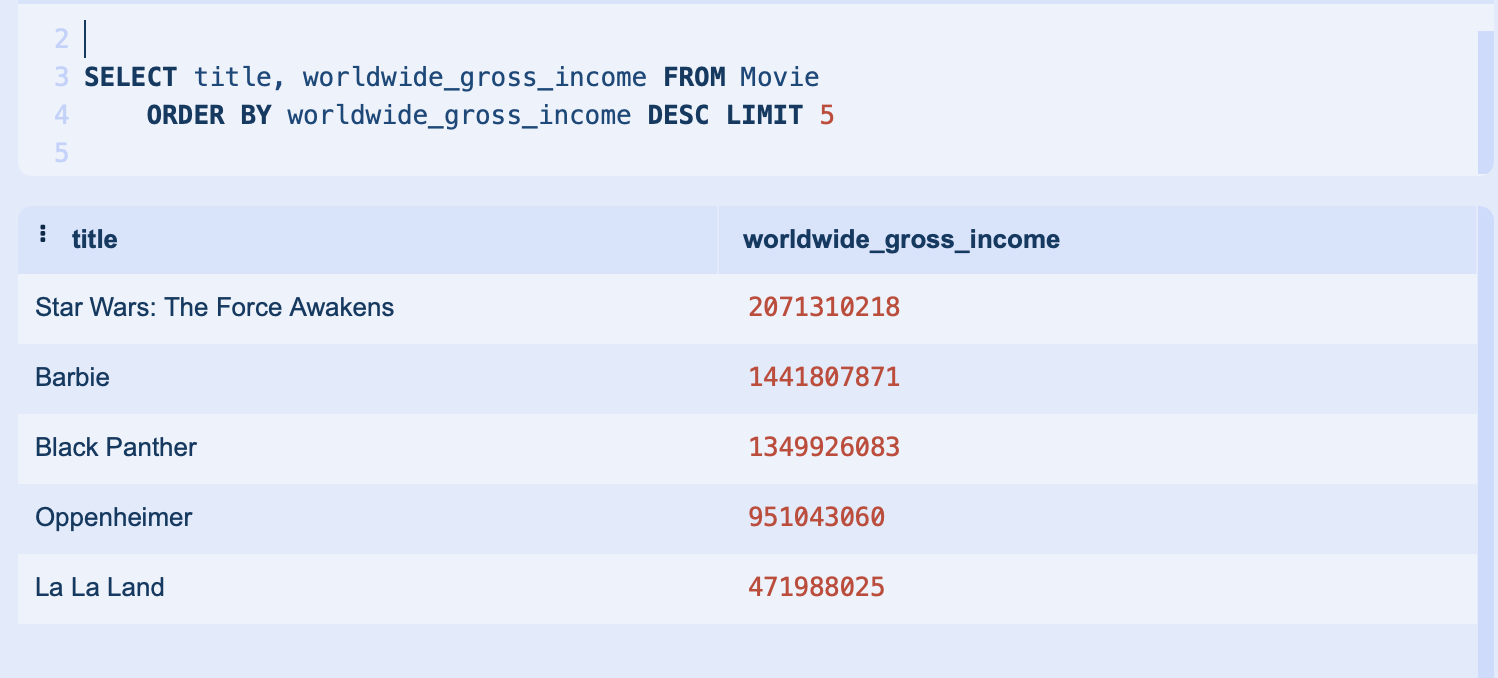 2
3 SELECT title, worldwide_gross_income FROM Movie
4 ORDER BY worldwide_gross_income DESC LIMIT 5
5
title worldwide_gross_income
Star Wars: The Force Awakens 2071310218
Barbie 1441807871
Black Panther 1349926083
Oppenheimer 951043060
La La Land 471988025